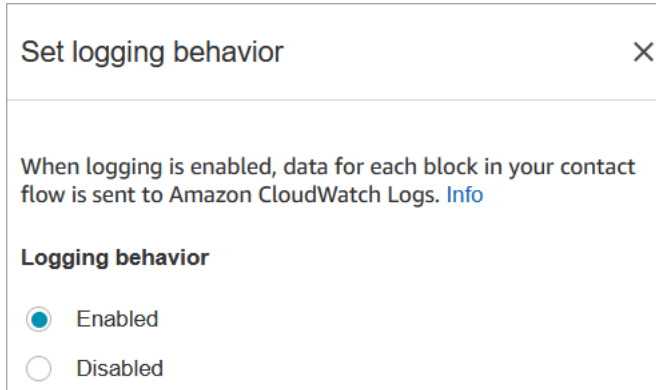 Set logging behavior
When logging is enabled, data for each block in your contact
flow is sent to Amazon CloudWatch Logs. Info
Logging behavior
Enabled
Disabled